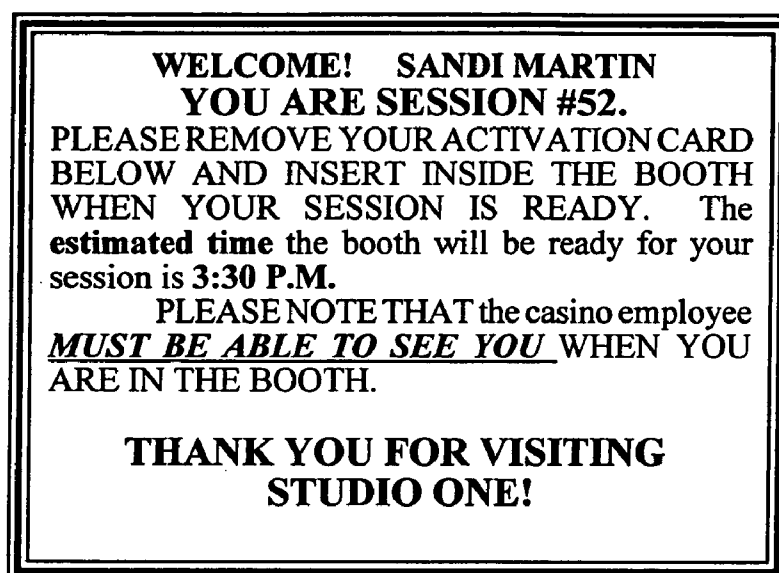 WELCOME! SANDI MARTIN
YOU ARE SESSION #52.
PLEASE REMOVE YOUR ACTIVATION CARD
BELOW AND INSERT INSIDE THE BOOTH
WHEN YOUR SESSION IS READY. The
estimated time the booth will be ready for your
session is 3:30 P.M.
PLEASE NOTE THAT the casino employee
MUST BE ABLE TO SEE YOU WHEN YOU
ARE IN THE BOOTH.
THANK YOU FOR VISITING
STUDIO ONE!